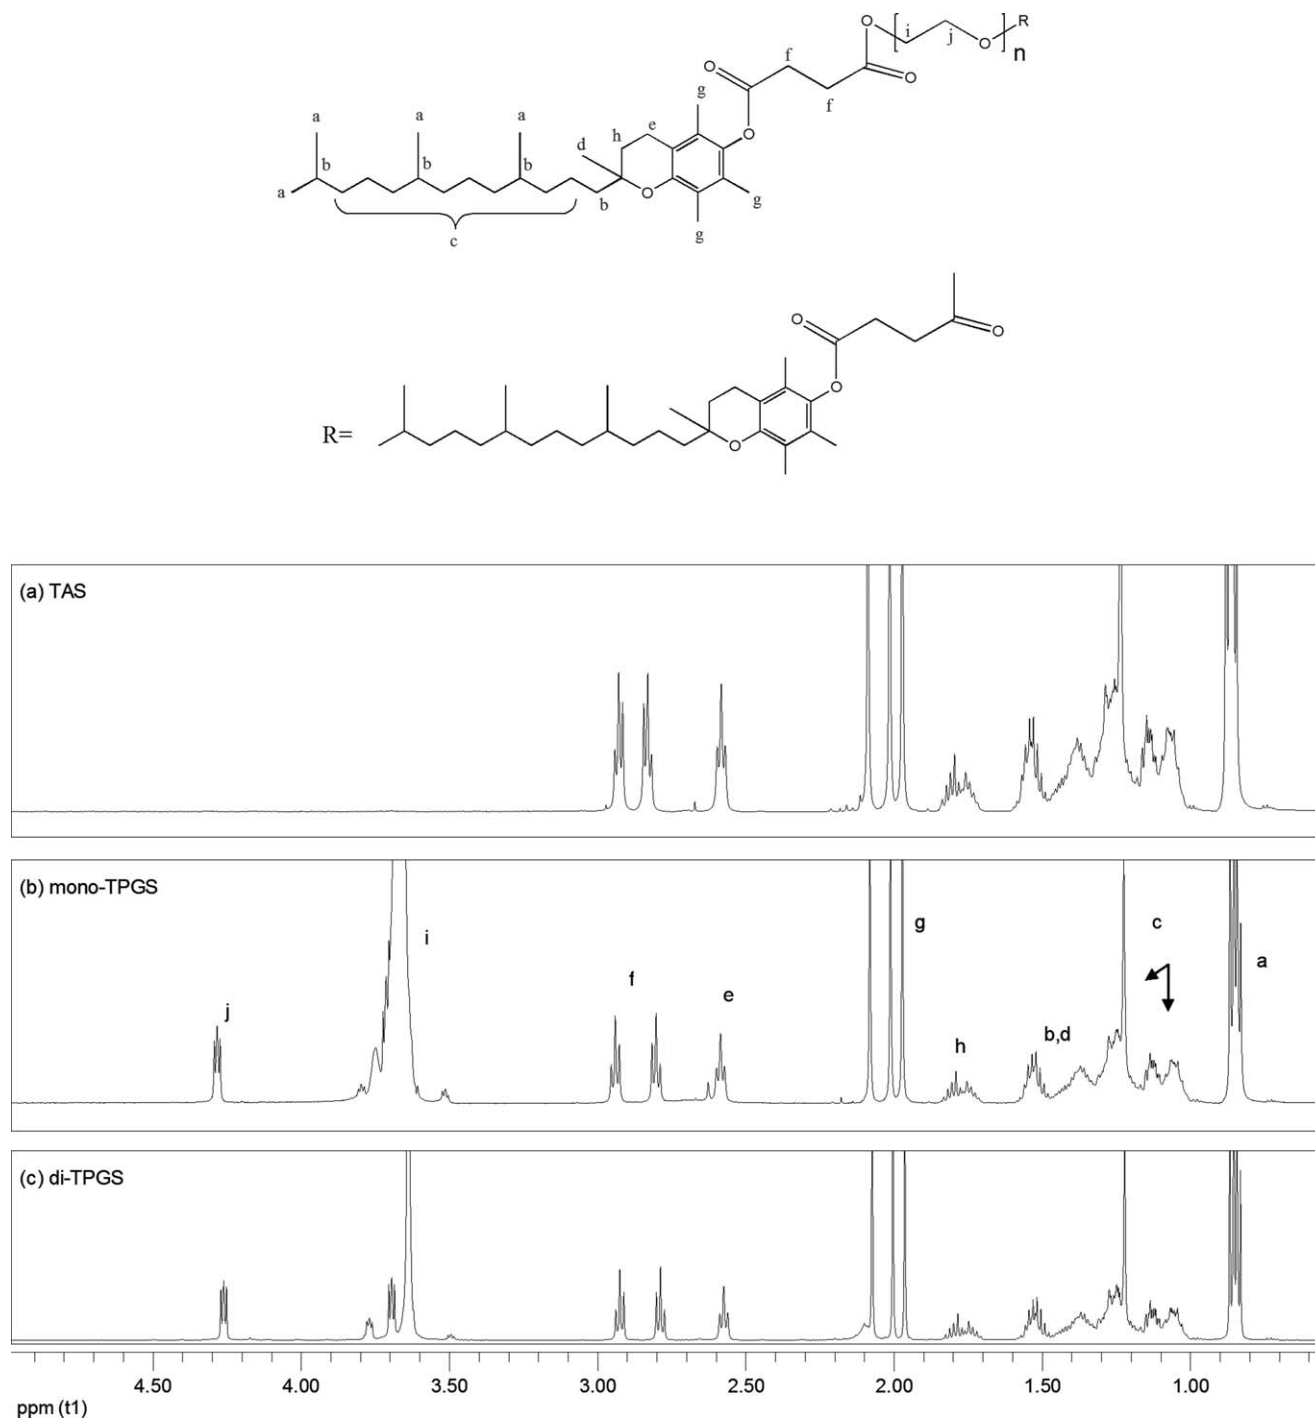 O
i
j
O
R
n
f
O
O
f
g
O
a
a
a
h
e
d
b
b
b
a
b
O
g
g
c
O
O
O
O
R=
(a) TAS
(b) mono-TPGS
j
i
f
e
g
h
b,d
c
a
(c) di-TPGS
4.50 4.00 3.50 3.00 2.50 2.00 1.50 1.00
ppm (t1)